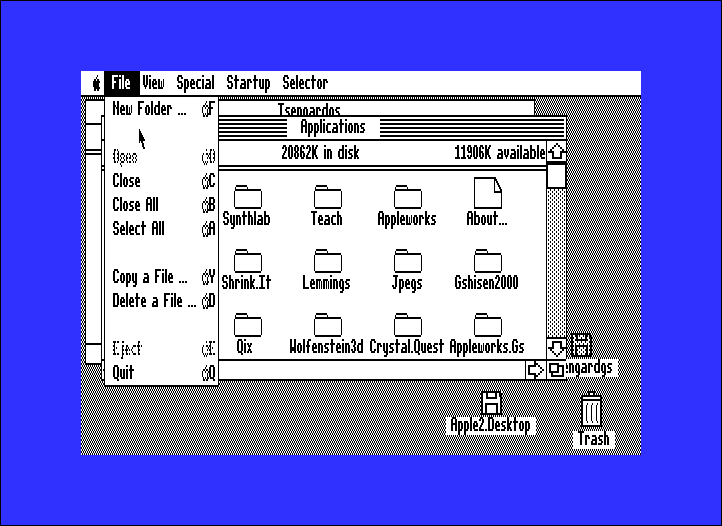 File View Special Startup Selector
Tsengardgs
Applications
20862K in disk 11906K available
New Folder ... F
Open O
Close C
Close All B
Select All A
Copy a File ... Y
Delete a File ... D
Eject E
Quit Q
Synthlab Teach Appleworks About...
Shrink.It Lemmings Jpegs Gshisen2000
Qix Wolfenstein3d Crystal.Quest Appleworks.Gs
engardgs
Apple2.Desktop
Trash